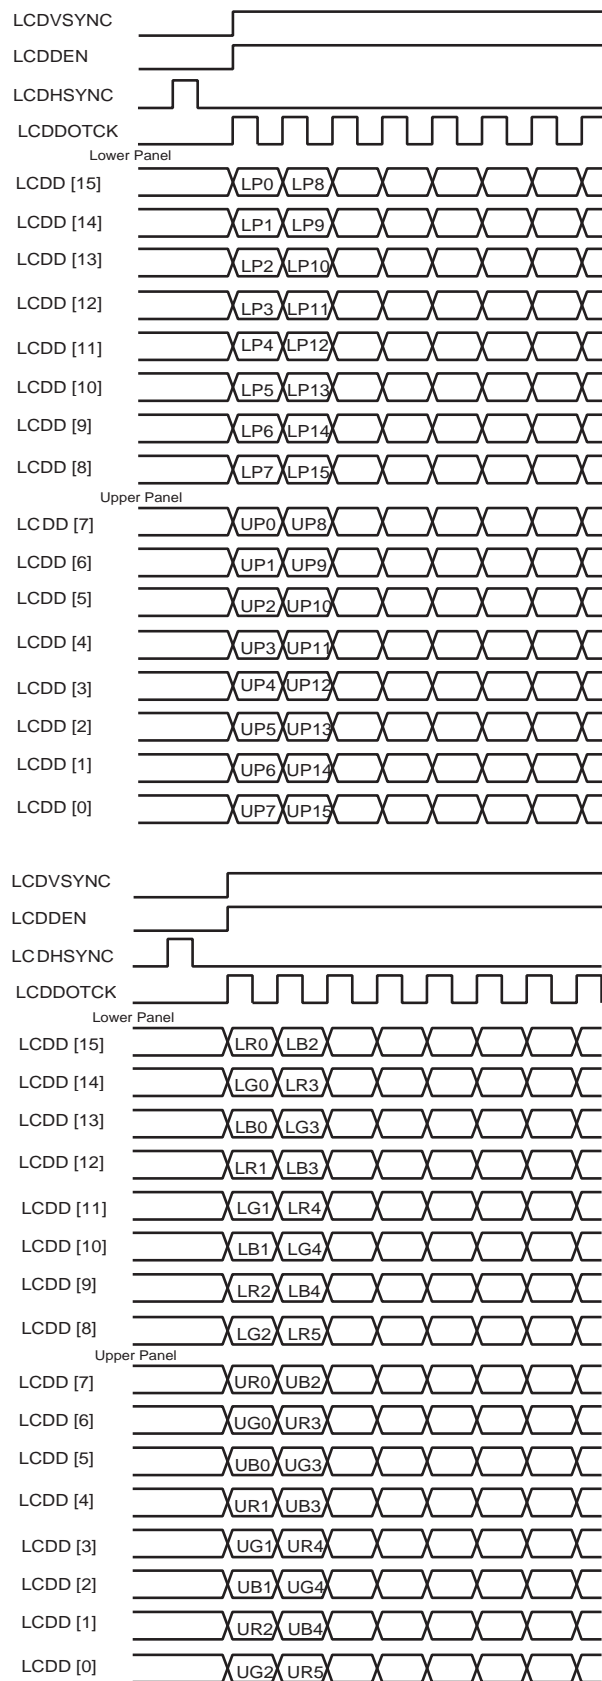 LCDVSYNC
LCDDEN
LCDHSYNC
LCDDOTCK
Lower Panel
LCDD [15] LP0 LP8
LCDD [14] LP1 LP9
LCDD [13] LP2 LP10
LCDD [12] LP3 LP11
LCDD [11] LP4 LP12
LCDD [10] LP5 LP13
LCDD [9] LP6 LP14
LCDD [8] LP7 LP15
Upper Panel
LCDD [7] UP0 UP8
LCDD [6] UP1 UP9
LCDD [5] UP2 UP10
LCDD [4] UP3 UP11
LCDD [3] UP4 UP12
LCDD [2] UP5 UP13
LCDD [1] UP6 UP14
LCDD [0] UP7 UP15
LCDVSYNC
LCDDEN
LCDHSYNC
LCDDOTCK
Lower Panel
LCDD [15] LR0 LB2
LCDD [14] LG0 LR3
LCDD [13] LB0 LG3
LCDD [12] LR1 LB3
LCDD [11] LG1 LR4
LCDD [10] LB1 LG4
LCDD [9] LR2 LB4
LCDD [8] LG2 LR5
Upper Panel
LCDD [7] UR0 UB2
LCDD [6] UG0 UR3
LCDD [5] UB0 UG3
LCDD [4] UR1 UB3
LCDD [3] UG1 UR4
LCDD [2] UB1 UG4
LCDD [1] UR2 UB4
LCDD [0] UG2 UR5